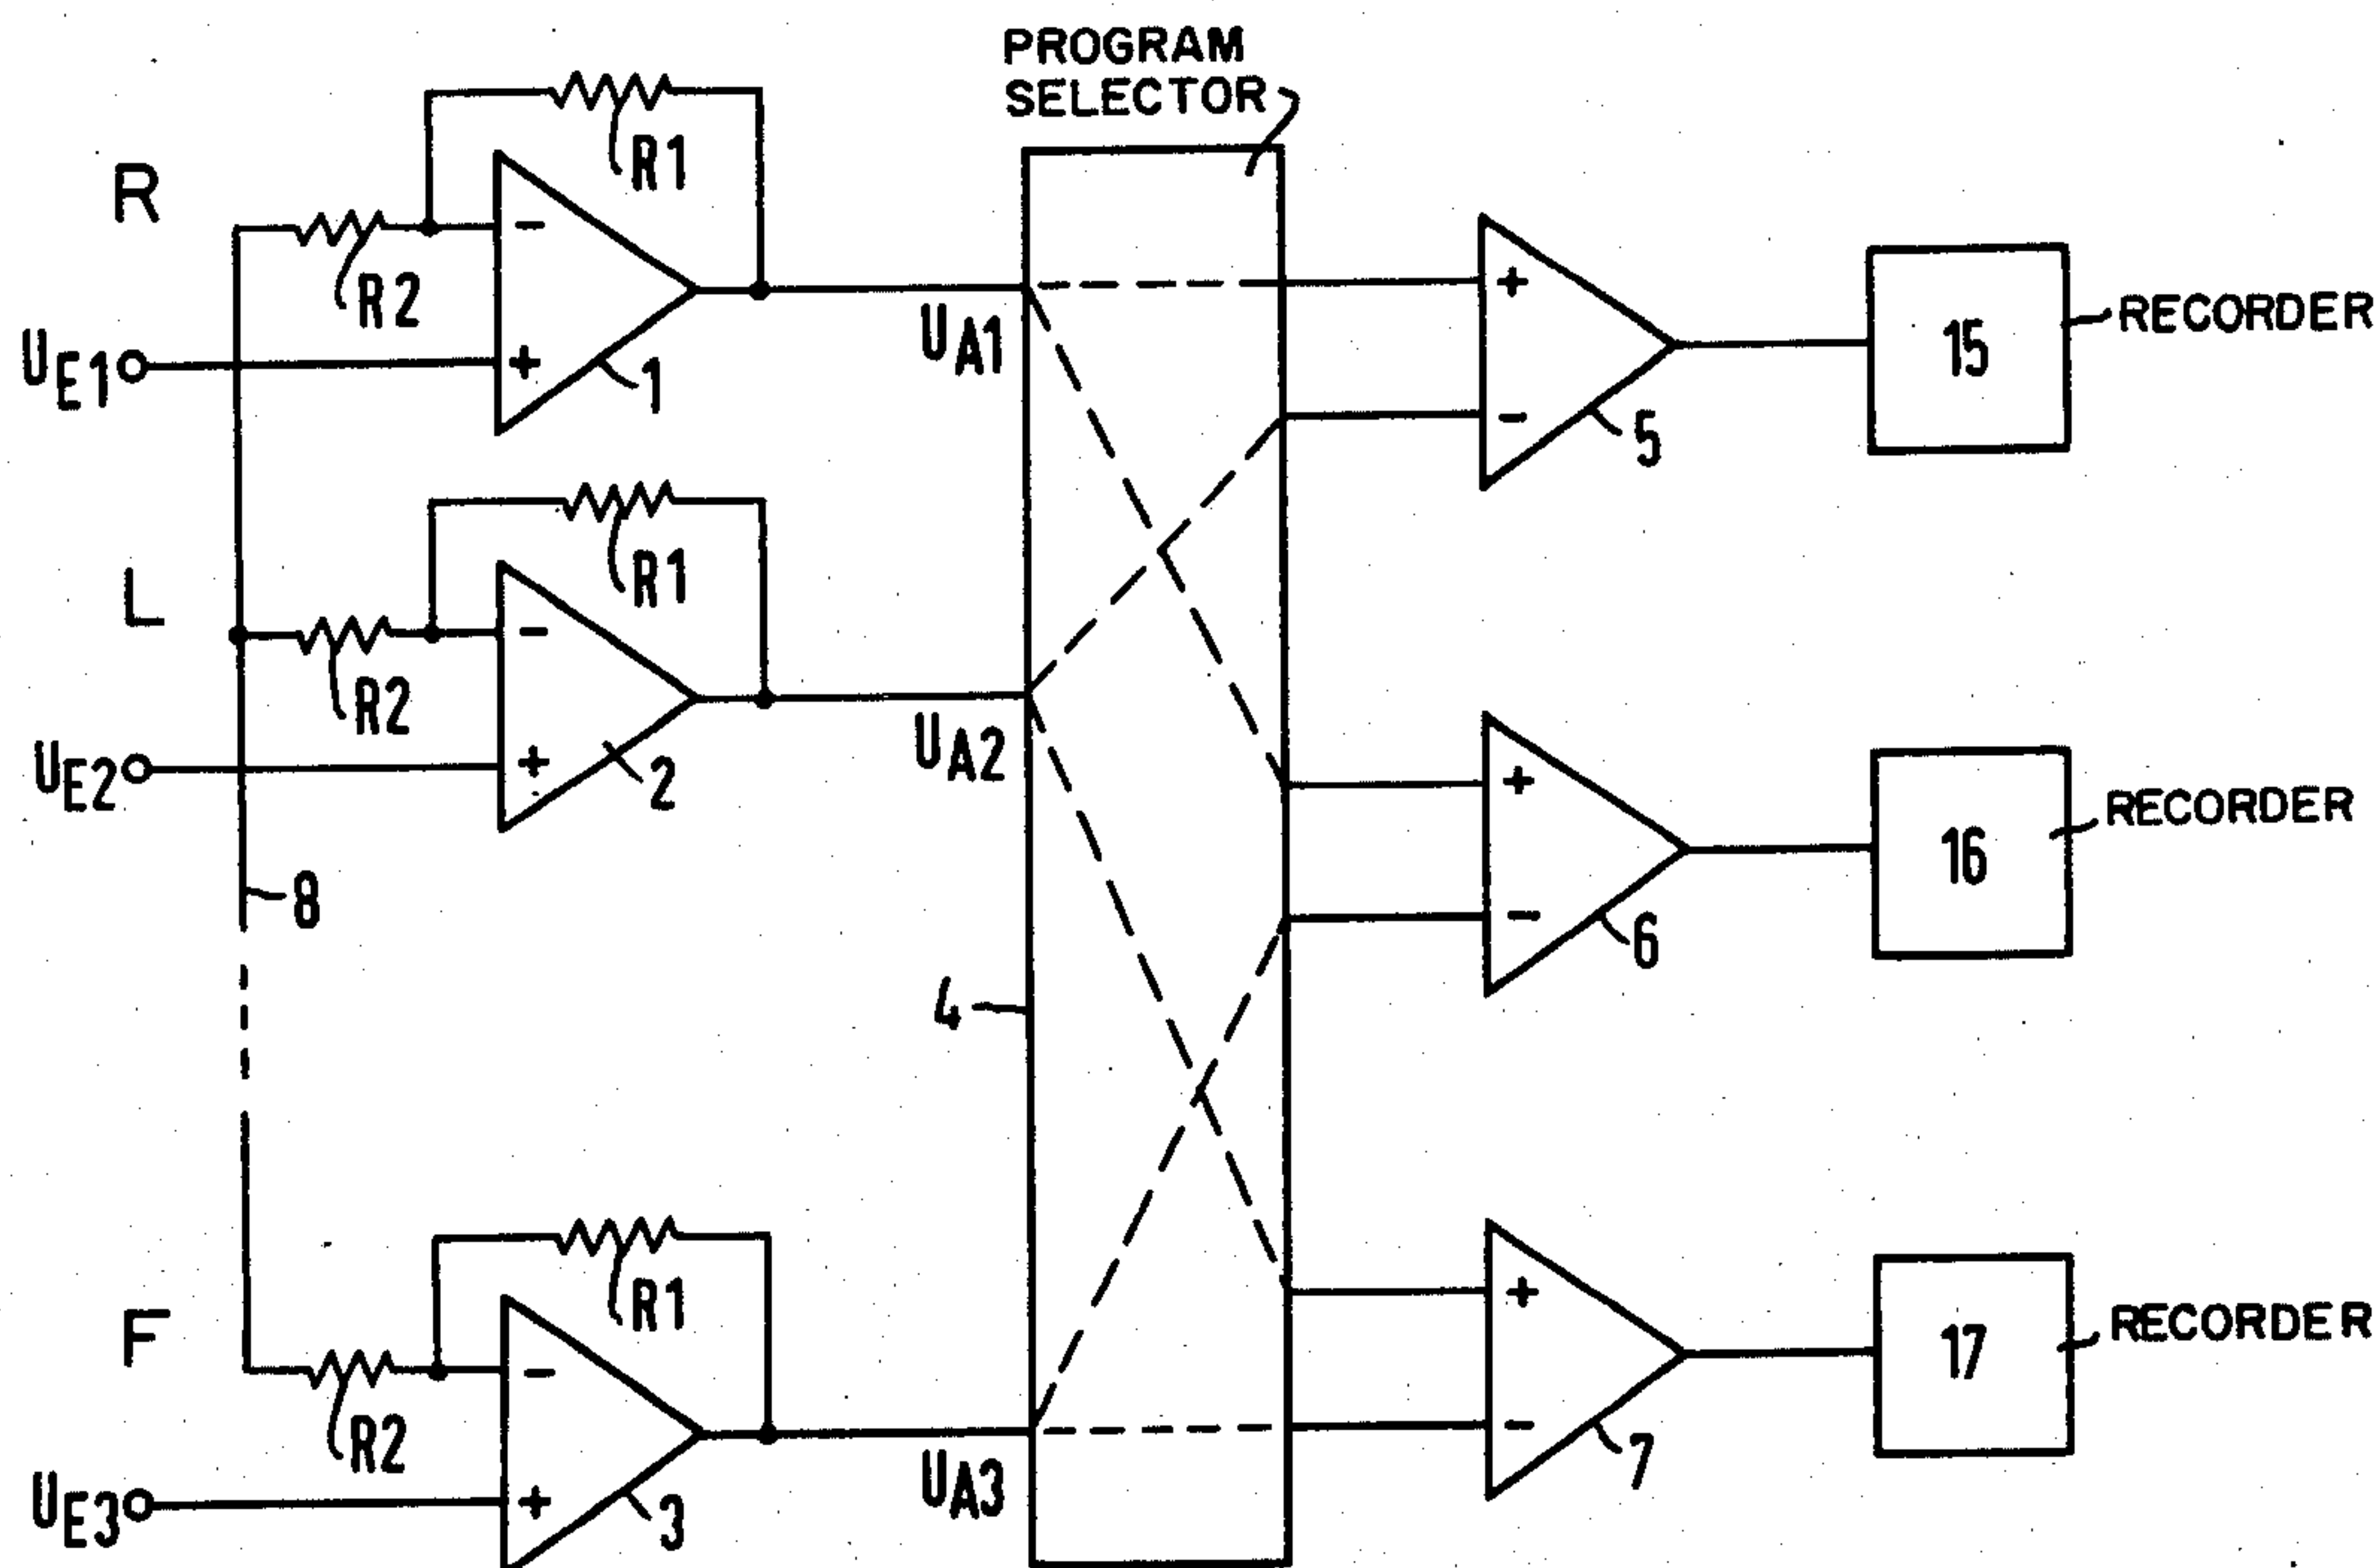 PROGRAM
SELECTOR
R
R1
R2
UE1
-
+
1
UA1
+
-
5
15
RECORDER
L
R1
R2
UE2
-
+
2
UA2
8
4
+
-
6
16
RECORDER
F
R1
R2
UE3
-
+
3
UA3
+
-
7
17
RECORDER